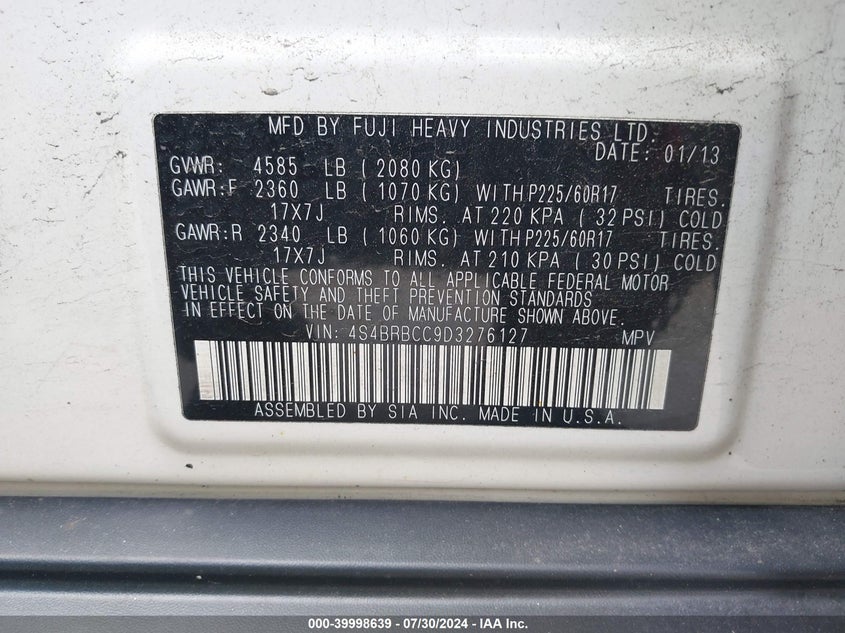 MFD BY FUJI HEAVY INDUSTRIES LTD.
DATE: 01/13
GVWR: 4585 LB ( 2080 KG)
GAWR:F 2360 LB ( 1070 KG) WITH P225/60R17 TIRES.
17X7J RIMS. AT 220 KPA ( 32 PSI) COLD
GAWR:R 2340 LB ( 1060 KG) WITH P225/60R17 TIRES.
17X7J RIMS. AT 210 KPA ( 30 PSI) COLD
THIS VEHICLE CONFORMS TO ALL APPLICABLE FEDERAL MOTOR
VEHICLE SAFETY AND THEFT PREVENTION STANDARDS
IN EFFECT ON THE DATE OF MANUFACTURE SHOWN ABOVE.
VIN: 4S4BRBCC9D3276127 MPV
ASSEMBLED BY SIA INC. MADE IN U.S.A.
000-39998639 - 07/30/2024 - IAA Inc.